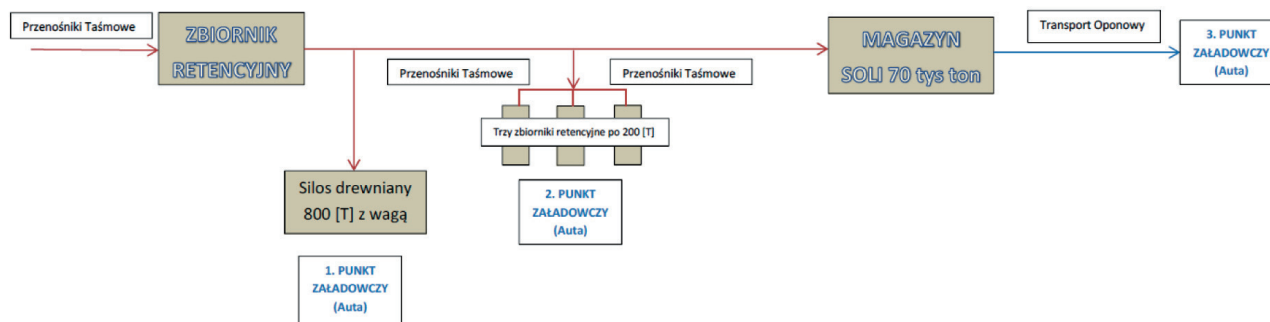 Przenośniki Taśmowe
ZBIORNIK
RETENCYJNY
Przenośniki Taśmowe
Przenośniki Taśmowe
Trzy zbiorniki retencyjne po 200 [T]
Silos drewniany
800 [T] z wagą
1. PUNKT
ZAŁADOWCZY
(Auta)
2. PUNKT
ZAŁADOWCZY
(Auta)
MAGAZYN
SOLI 70 tys ton
Transport Oponowy
3. PUNKT
ZAŁADOWCZY
(Auta)